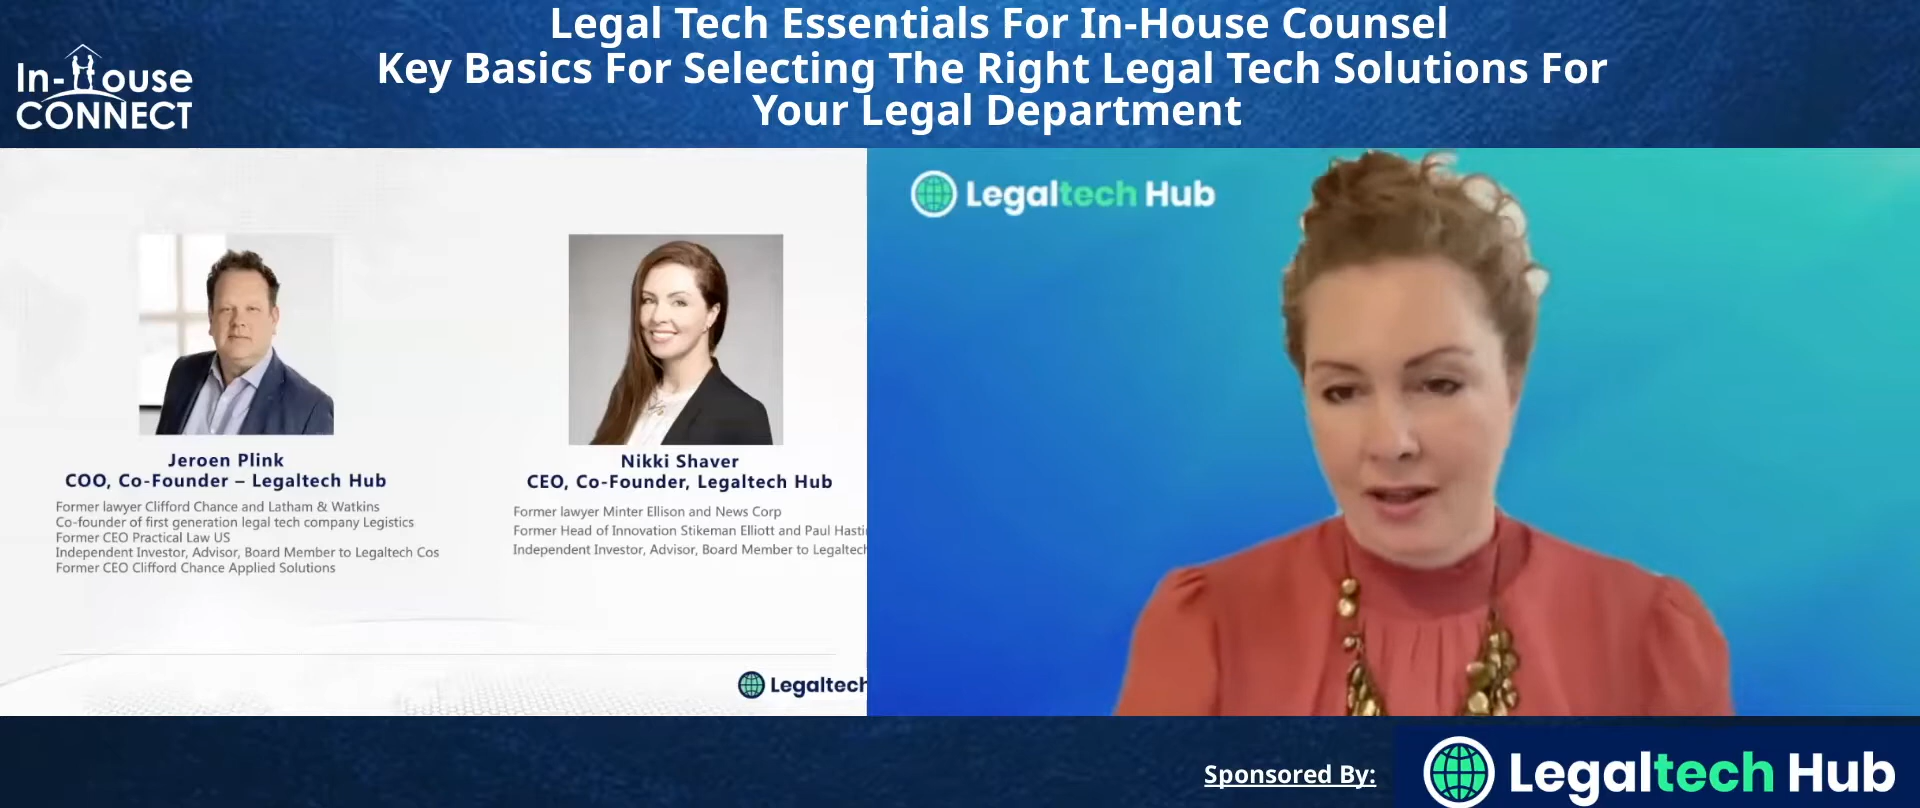 Legal Tech Essentials For In-House Counsel
Key Basics For Selecting The Right Legal Tech Solutions For
Your Legal Department
In-House
CONNECT
Legaltech Hub
Jeroen Plink
COO, Co-Founder – Legaltech Hub
Former lawyer Clifford Chance and Latham & Watkins
Co-founder of first generation legal tech company Legistics
Former CEO Practical Law US
Independent Investor, Advisor, Board Member to Legaltech Cos
Former CEO Clifford Chance Applied Solutions
Nikki Shaver
CEO, Co-Founder, Legaltech Hub
Former lawyer Minter Ellison and News Corp
Former Head of Innovation Stikeman Elliott and Paul Hasti
Independent Investor, Advisor, Board Member to Legaltech
Legaltech
Sponsored By:
Legaltech Hub